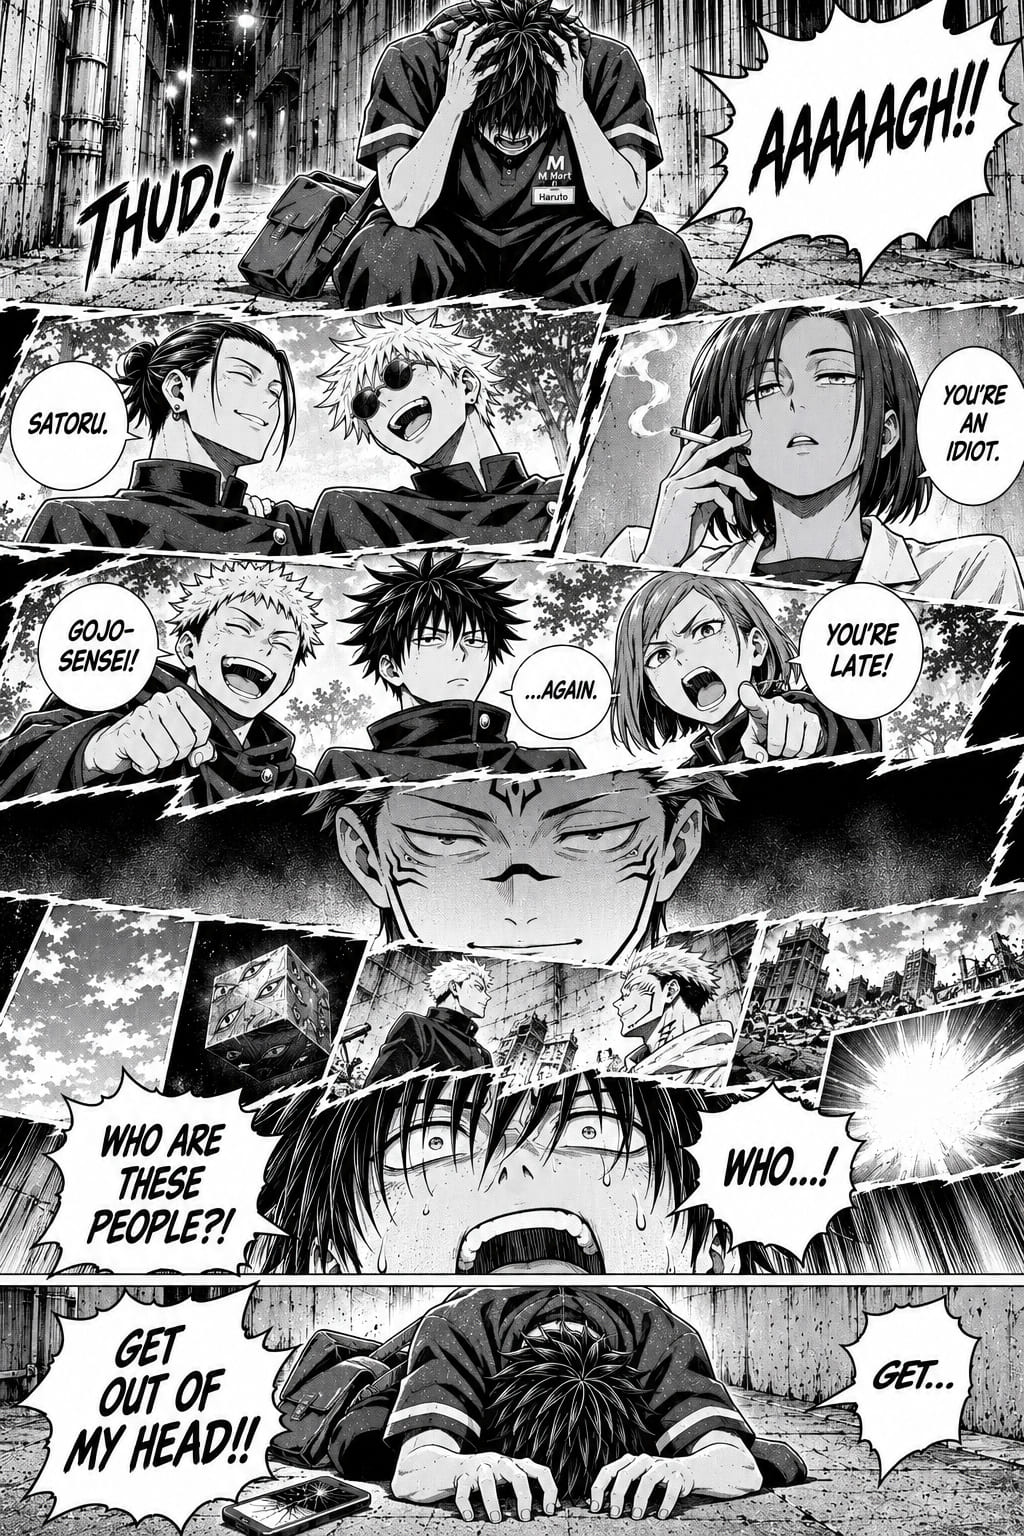 AAAAAGH!!
THUD!
M
M Mart
Haruto
SATORU.
YOU'RE
AN
IDIOT.
GOJO-
SENSEI!
...AGAIN.
YOU'RE
LATE!
WHO ARE
THESE
PEOPLE?!
WHO...!
GET
OUT OF
MY HEAD!!
GET...